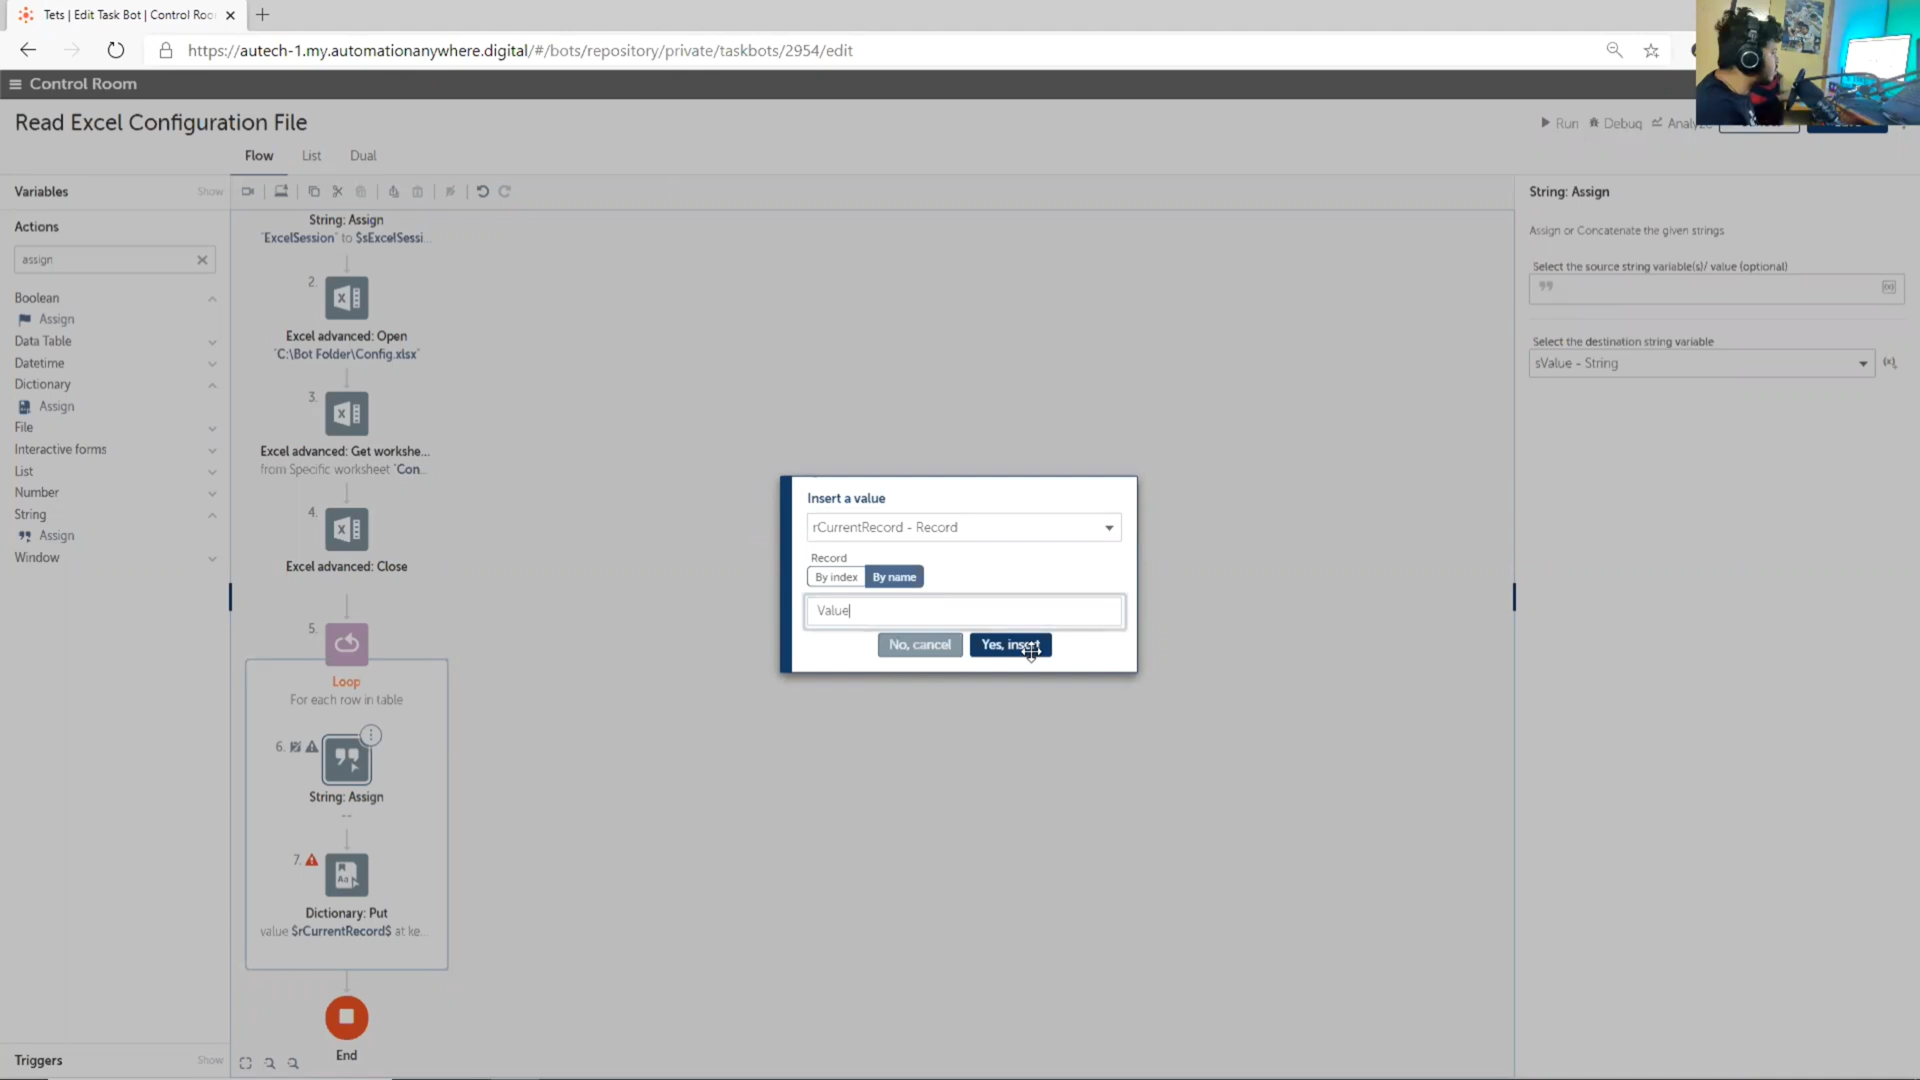 Tets | Edit Task Bot | Control Roo
https://autech-1.my.automationanywhere.digital/#/bots/repository/private/taskbots/2954/edit
Control Room
Read Excel Configuration File
Run
Debug
Analyze
Flow
List
Dual
Variables
Show
Actions
assign
Boolean
Assign
Data Table
Datetime
Dictionary
Assign
File
Interactive forms
List
Number
String
Assign
Window
Triggers
Show
String: Assign
"ExcelSession" to $sExcelSessi...
2.
Excel advanced: Open
"C:\Bot Folder\Config.xlsx"
3.
Excel advanced: Get workshe...
from Specific worksheet "Con...
4.
Excel advanced: Close
5.
Loop
For each row in table
6.
String: Assign
--
7.
Dictionary: Put
value $rCurrentRecord$ at ke...
End
Insert a value
rCurrentRecord - Record
Record
By index
By name
Value
No, cancel
Yes, insert
String: Assign
Assign or Concatenate the given strings
Select the source string variable(s)/ value (optional)
Select the destination string variable
sValue - String